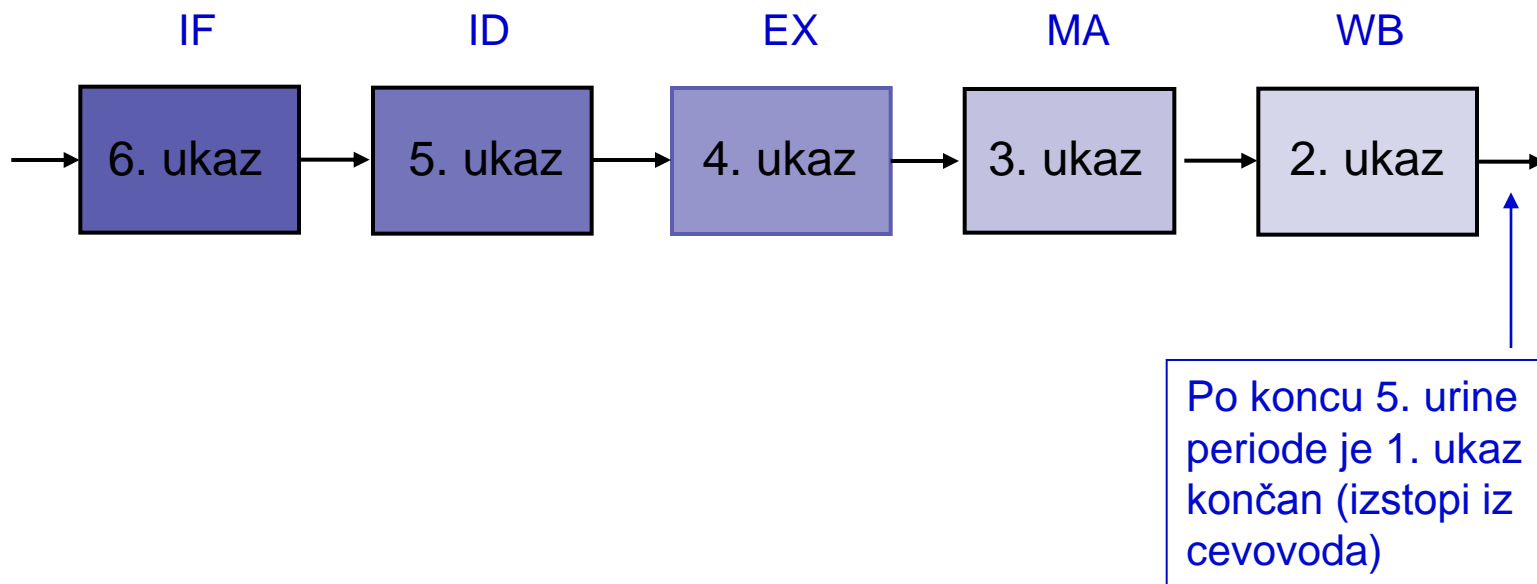 IF ID EX MA WB
6. ukaz 5. ukaz 4. ukaz 3. ukaz 2. ukaz
Po koncu 5. urine
periode je 1. ukaz
končan (izstopi iz
cevovoda)